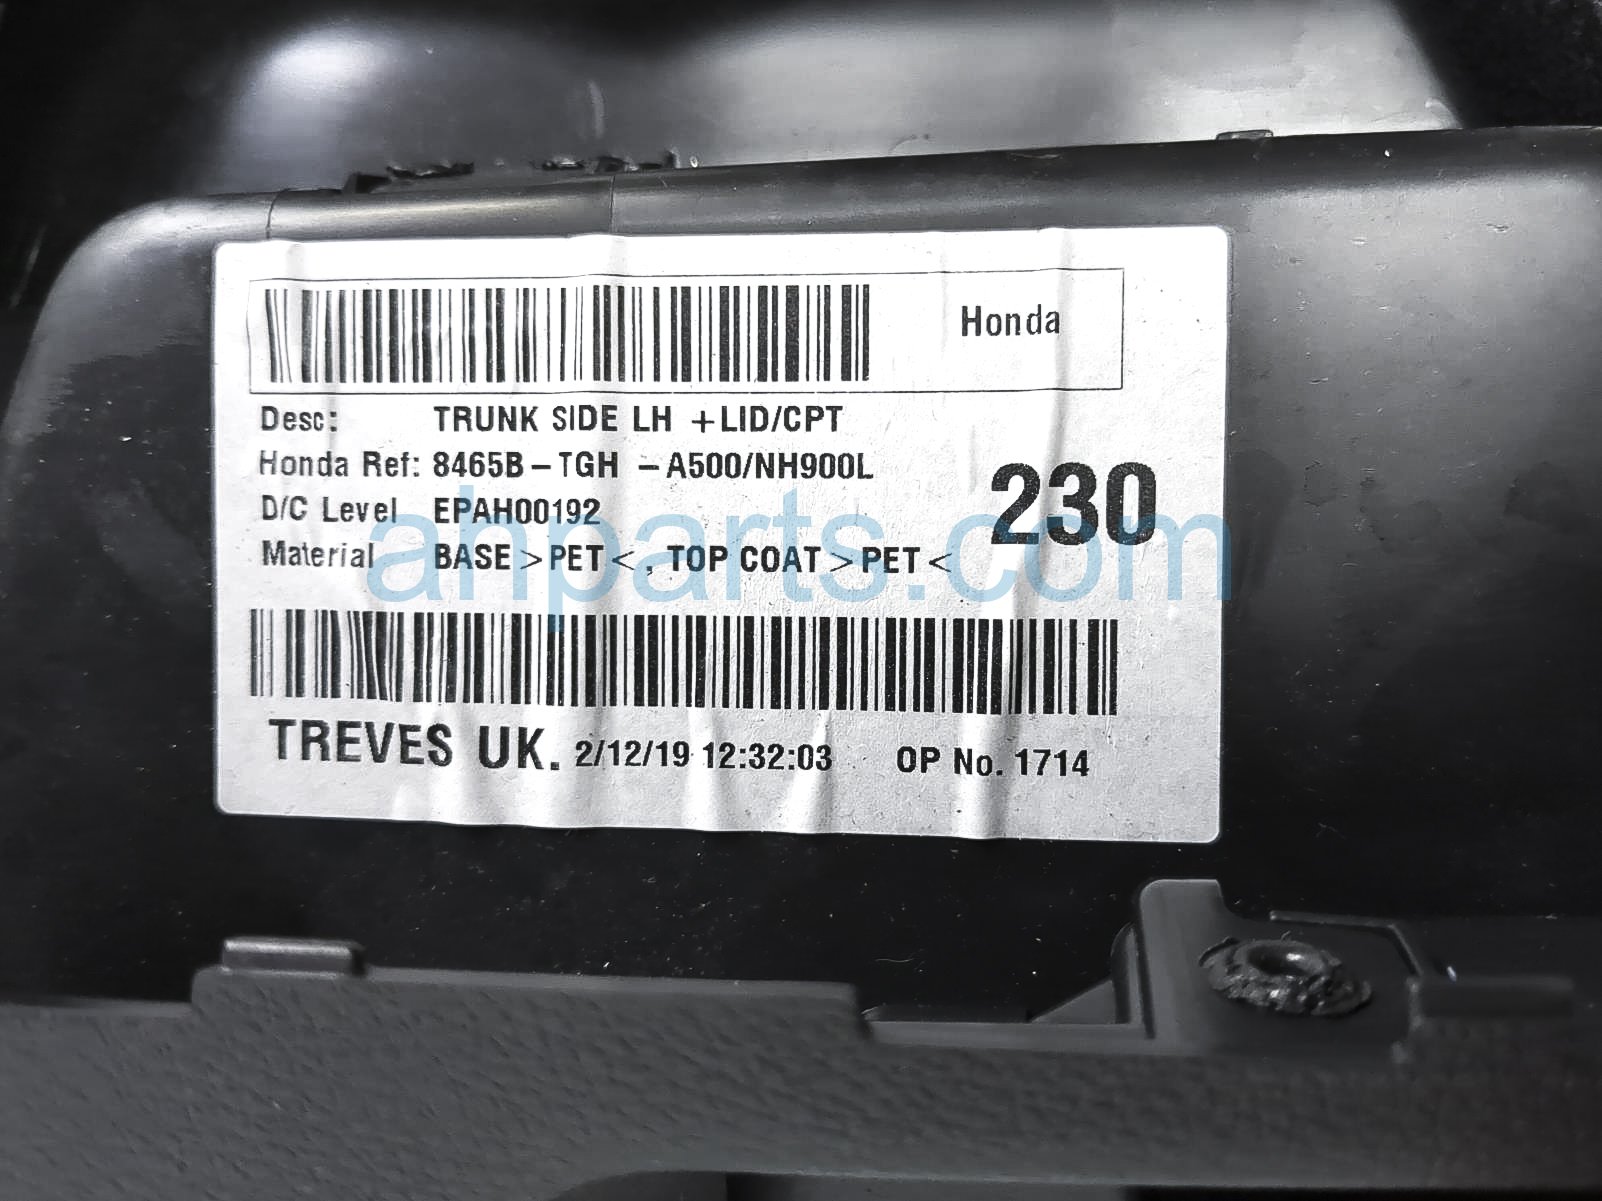 Honda
Desc: TRUNK SIDE LH +LID/CPT
Honda Ref: 8465B-TGH -A500/NH900L
D/C Level EPAH00192
230
Material BASE >PET<, TOP COAT >PET<
ahparts.com
TREVES UK. 2/12/19 12:32:03 OP No. 1714